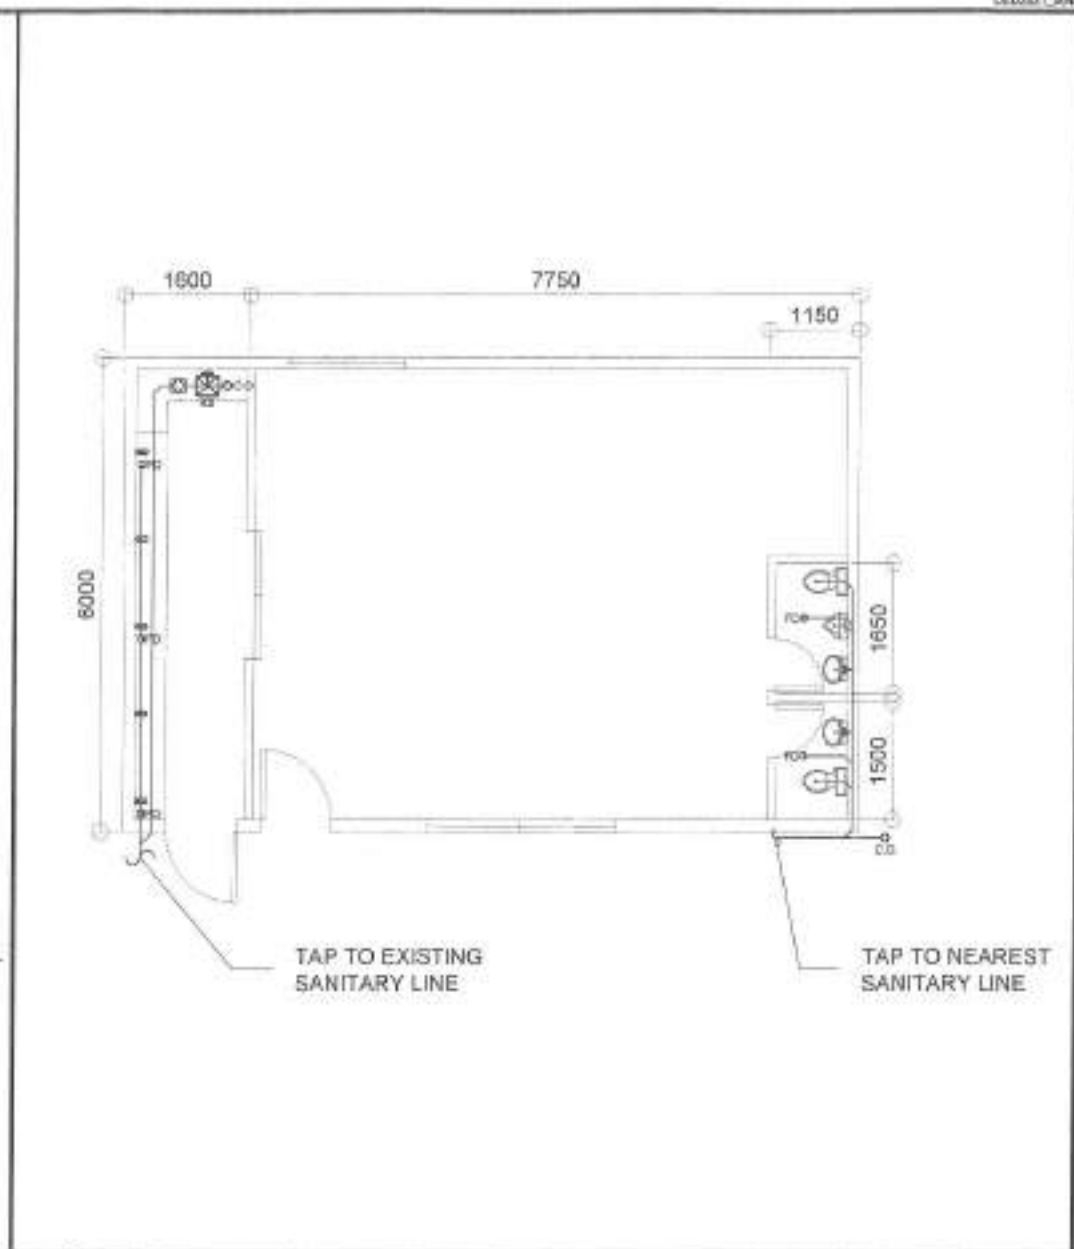 1600
7750
1150
6000
1650
1500
C.O
TAP TO EXISTING
SANITARY LINE
TAP TO NEAREST
SANITARY LINE